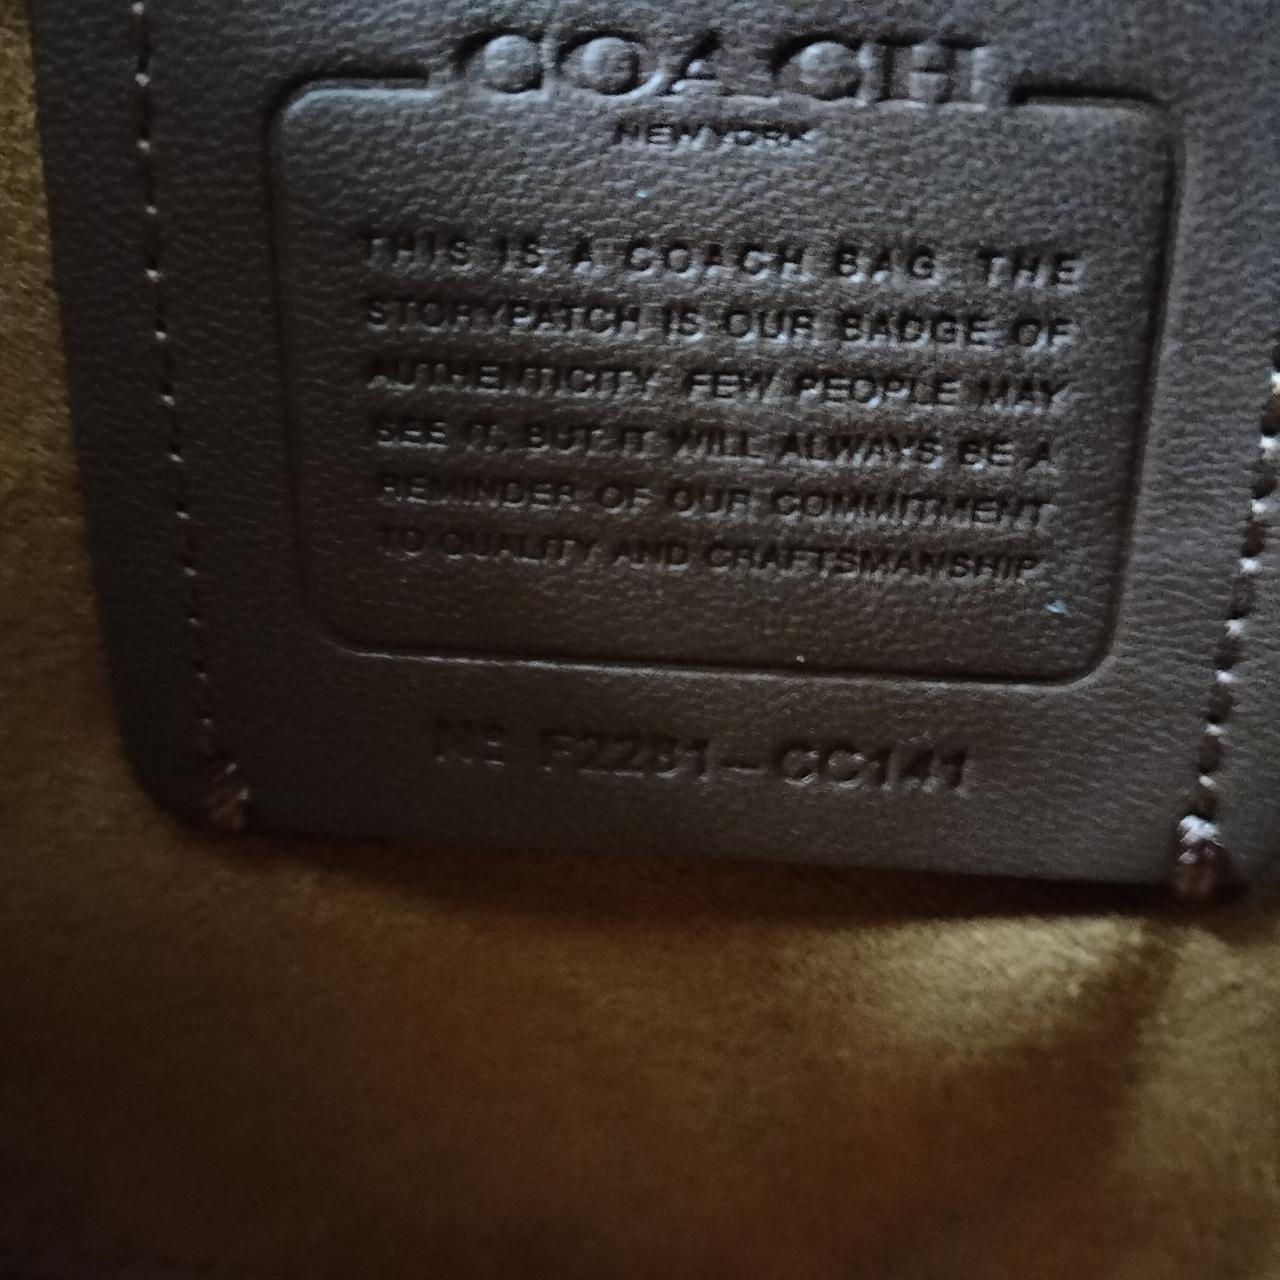 COACH
NEW YORK
THIS IS A COACH BAG. THE
STORYPATCH IS OUR BADGE OF
AUTHENTICITY. FEW PEOPLE MAY
SEE IT, BUT IT WILL ALWAYS BE A
REMINDER OF OUR COMMITMENT
TO QUALITY AND CRAFTSMANSHIP.
CC141